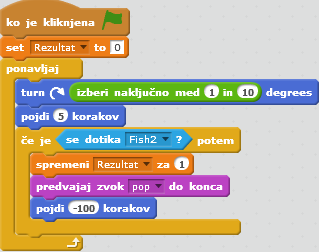 ko je kliknjena
set Rezultat to 0
ponavljaj
turn izberi naključno med 1 in 10 degrees
pojdi 5 korakov
če je se dotika Fish2 ? potem
spremeni Rezultat za 1
predvajaj zvok pop do konca
pojdi -100 korakov